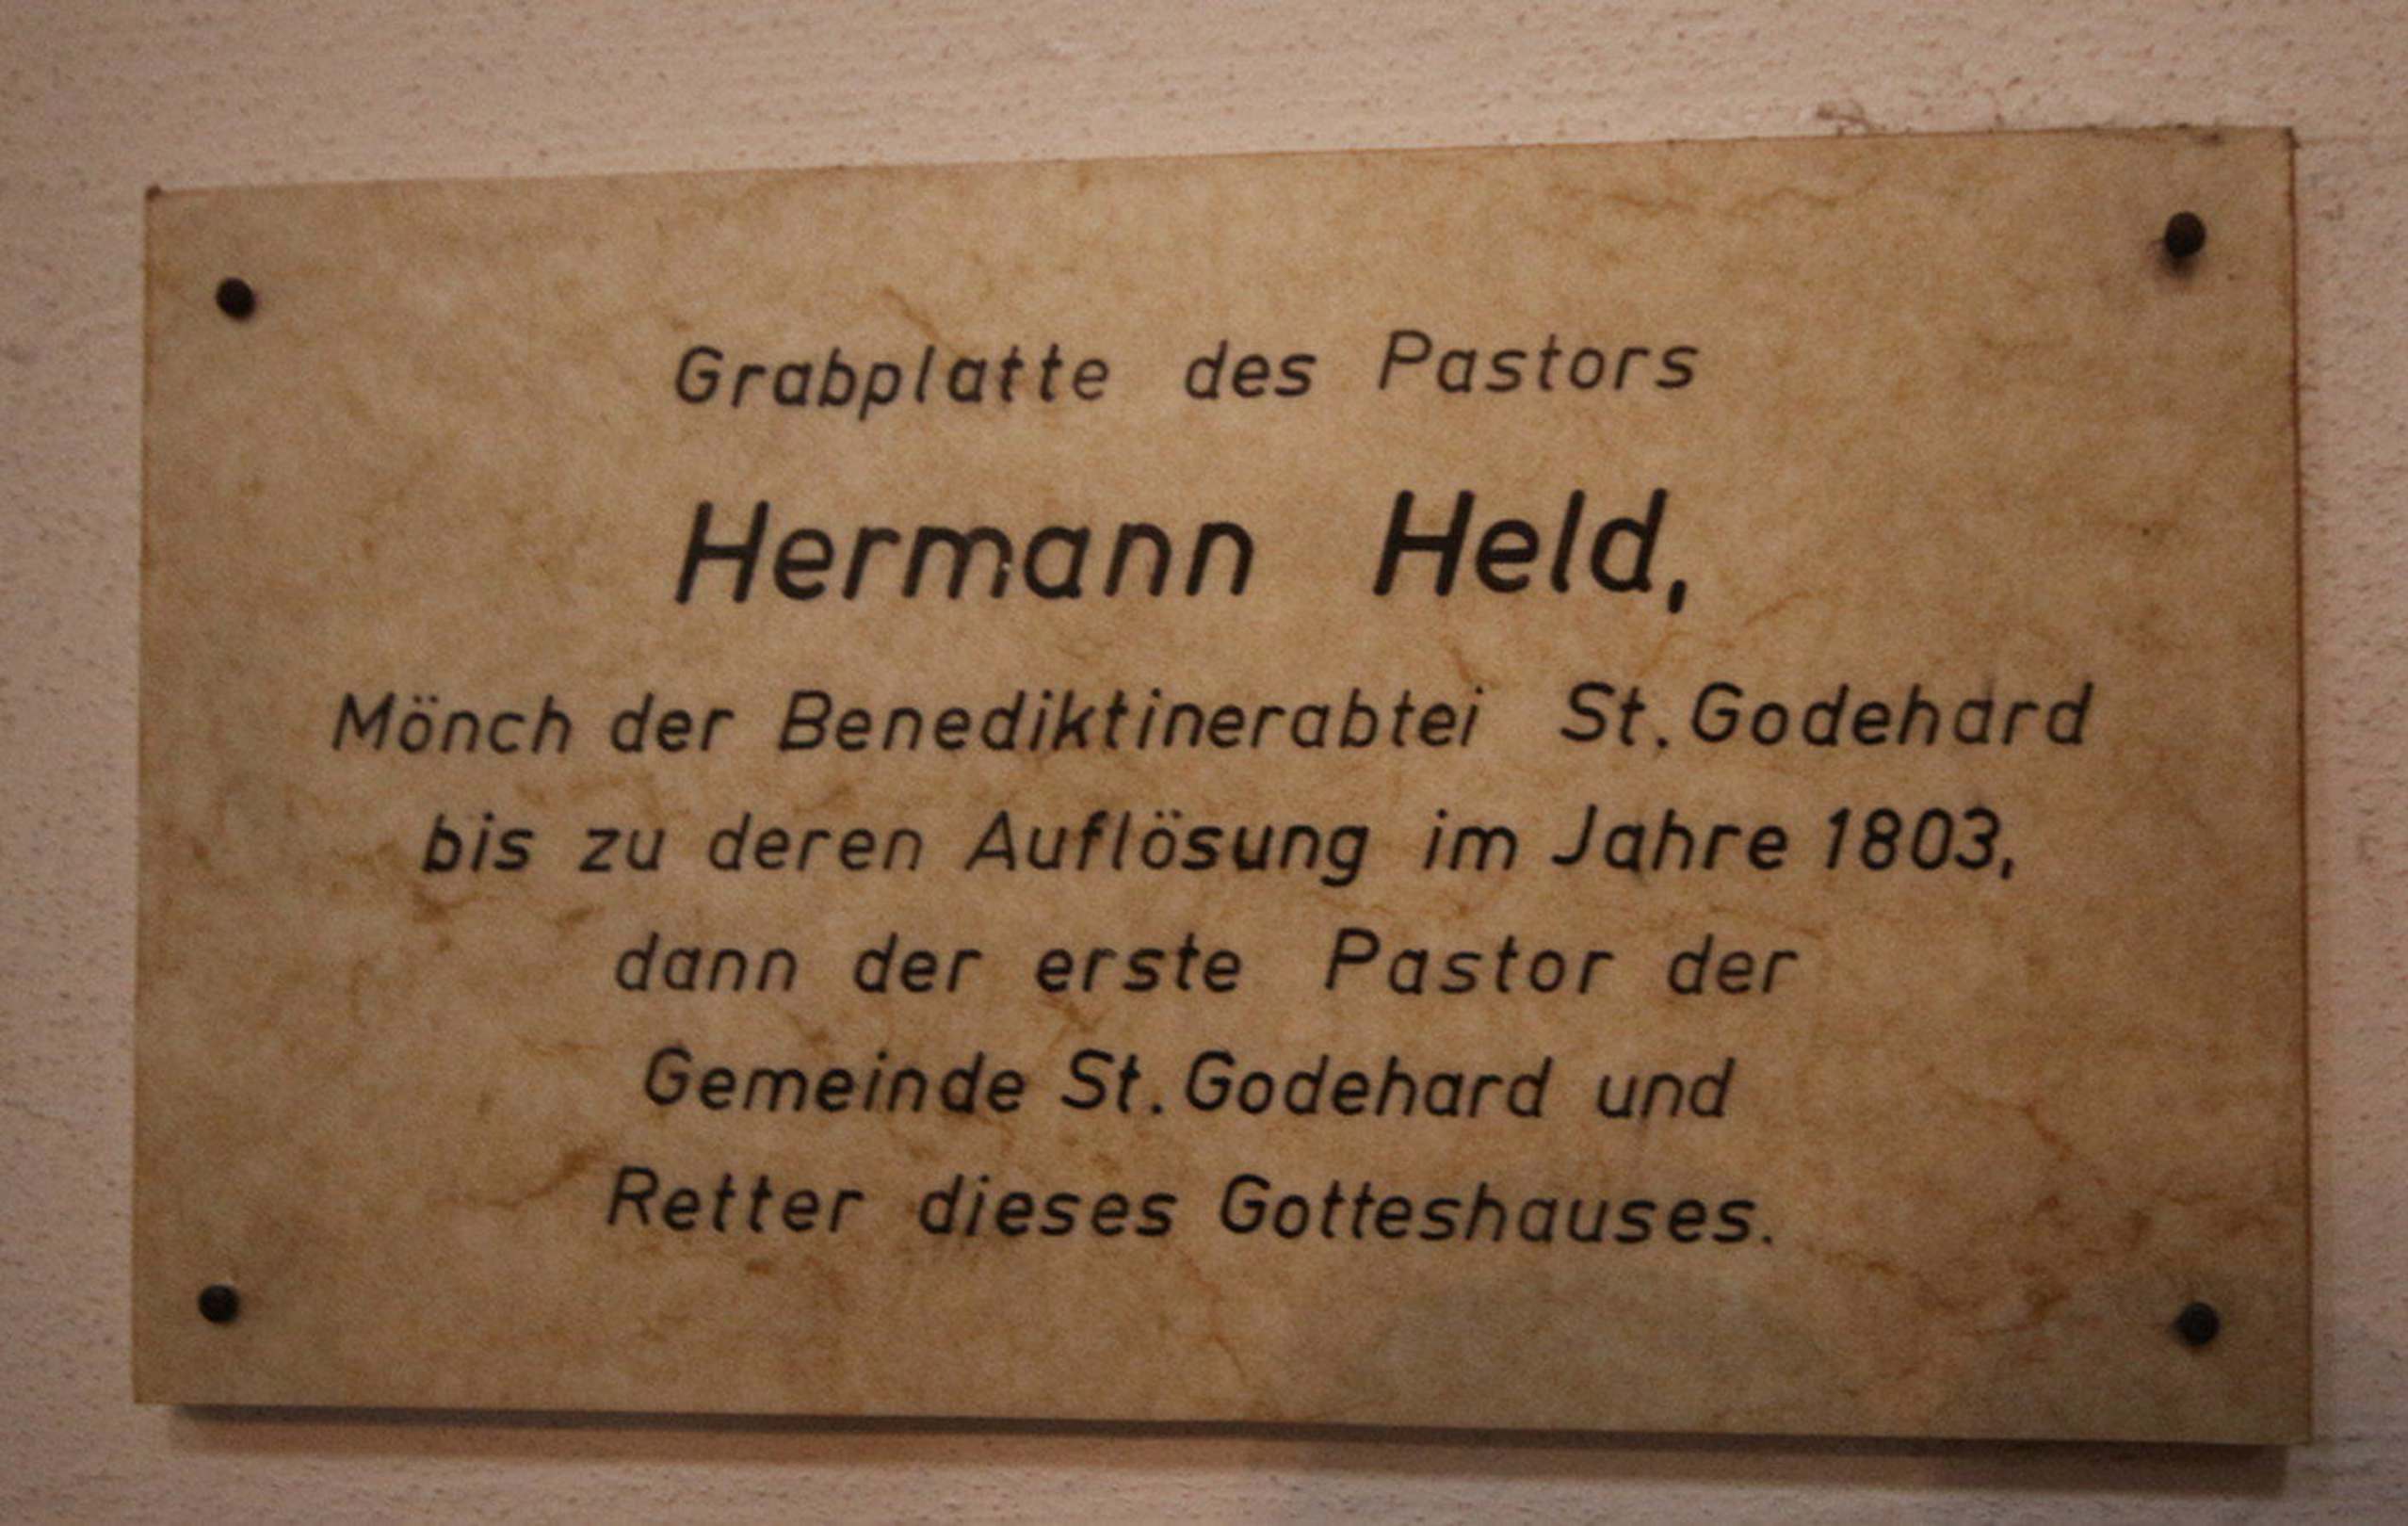 Grabplatte des Pastors
Hermann Held,
Mönch der Benediktinerabtei St. Godehard
bis zu deren Auflösung im Jahre 1803,
dann der erste Pastor der
Gemeinde St. Godehard und
Retter dieses Gotteshauses.